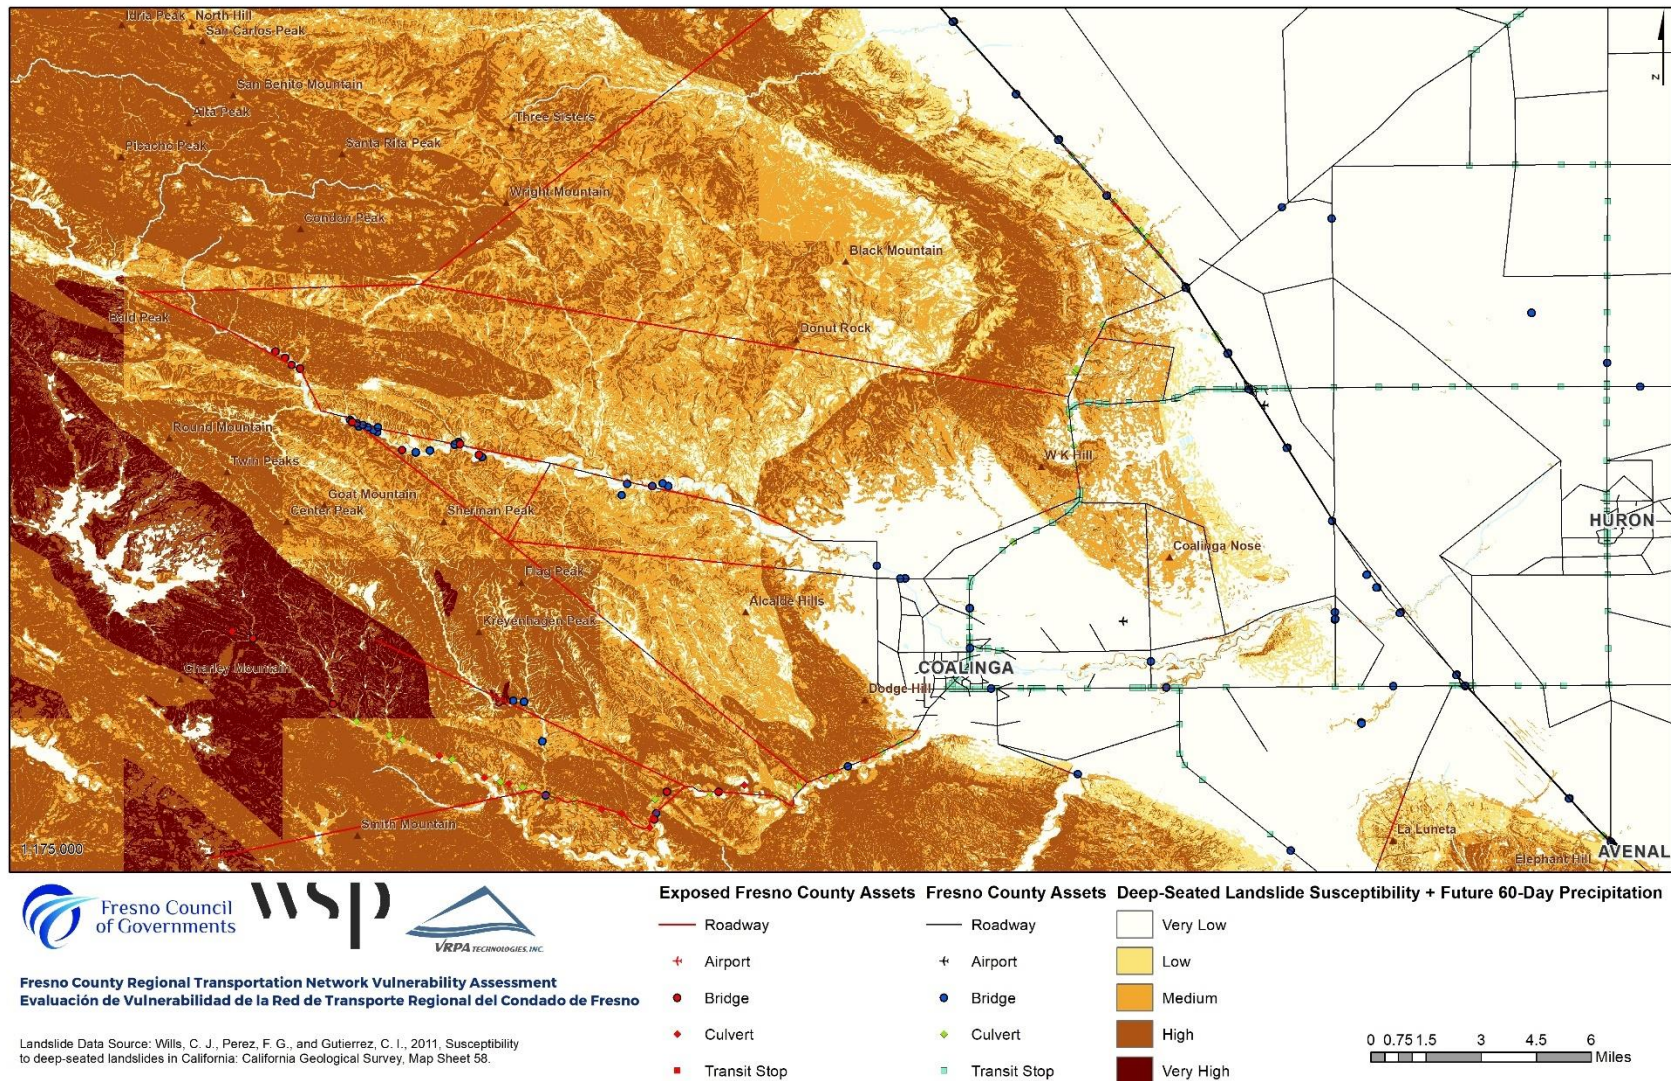 Idria Peak North Hill
San Carlos Peak
San Benito Mountain
Alta Peak
Three Sisters
Picacho Peak
Santa Rita Peak
Wright Mountain
Condon Peak
Black Mountain
Bald Peak
Donut Rock
Round Mountain
Twin Peaks
W K Hill
Goat Mountain
Center Peak
Sherman Peak
HURON
Coalinga Nose
Diag Peak
Alcalde Hills
Kreyenhagen Peak
Charley Mountain
COALINGA
Dodge Hill
Smith Mountain
La Luneta
Elephant Hill
AVENAL
1:175,000
N
Fresno Council
of Governments
wsp
VRPA TECHNOLOGIES, INC.
Fresno County Regional Transportation Network Vulnerability Assessment
Evaluación de Vulnerabilidad de la Red de Transporte Regional del Condado de Fresno
Landslide Data Source: Wills, C. J., Perez, F. G., and Gutierrez, C. I., 2011, Susceptibility
to deep-seated landslides in California: California Geological Survey, Map Sheet 58.
Exposed Fresno County Assets
Roadway
Airport
Bridge
Culvert
Transit Stop
Fresno County Assets
Roadway
Airport
Bridge
Culvert
Transit Stop
Deep-Seated Landslide Susceptibility + Future 60-Day Precipitation
Very Low
Low
Medium
High
Very High
0 0.75 1.5 3 4.5 6
Miles